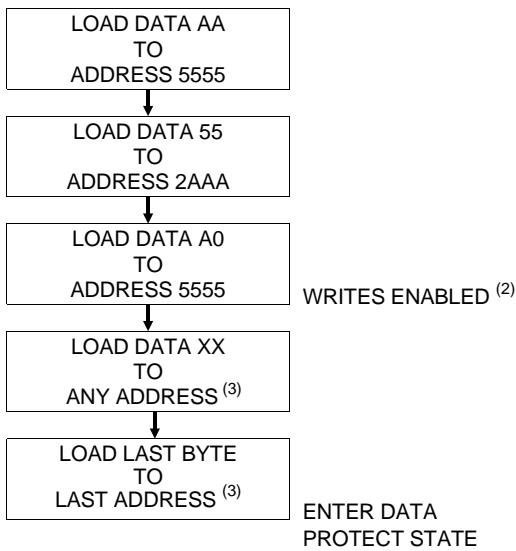 LOAD DATA AA
TO
ADDRESS 5555
LOAD DATA 55
TO
ADDRESS 2AAA
LOAD DATA A0
TO
ADDRESS 5555
WRITES ENABLED (2)
LOAD DATA XX
TO
ANY ADDRESS (3)
LOAD LAST BYTE
TO
LAST ADDRESS (3)
ENTER DATA
PROTECT STATE